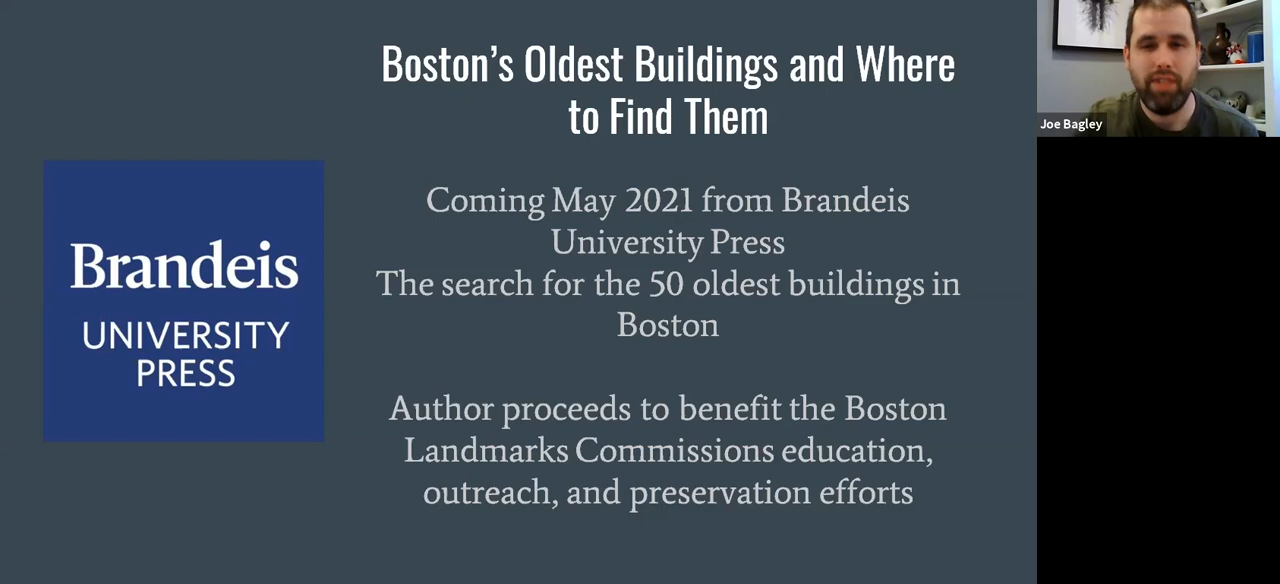 Boston's Oldest Buildings and Where
to Find Them
Brandeis
UNIVERSITY
PRESS
Coming May 2021 from Brandeis
University Press
The search for the 50 oldest buildings in
Boston
Author proceeds to benefit the Boston
Landmarks Commissions education,
outreach, and preservation efforts
Joe Bagley